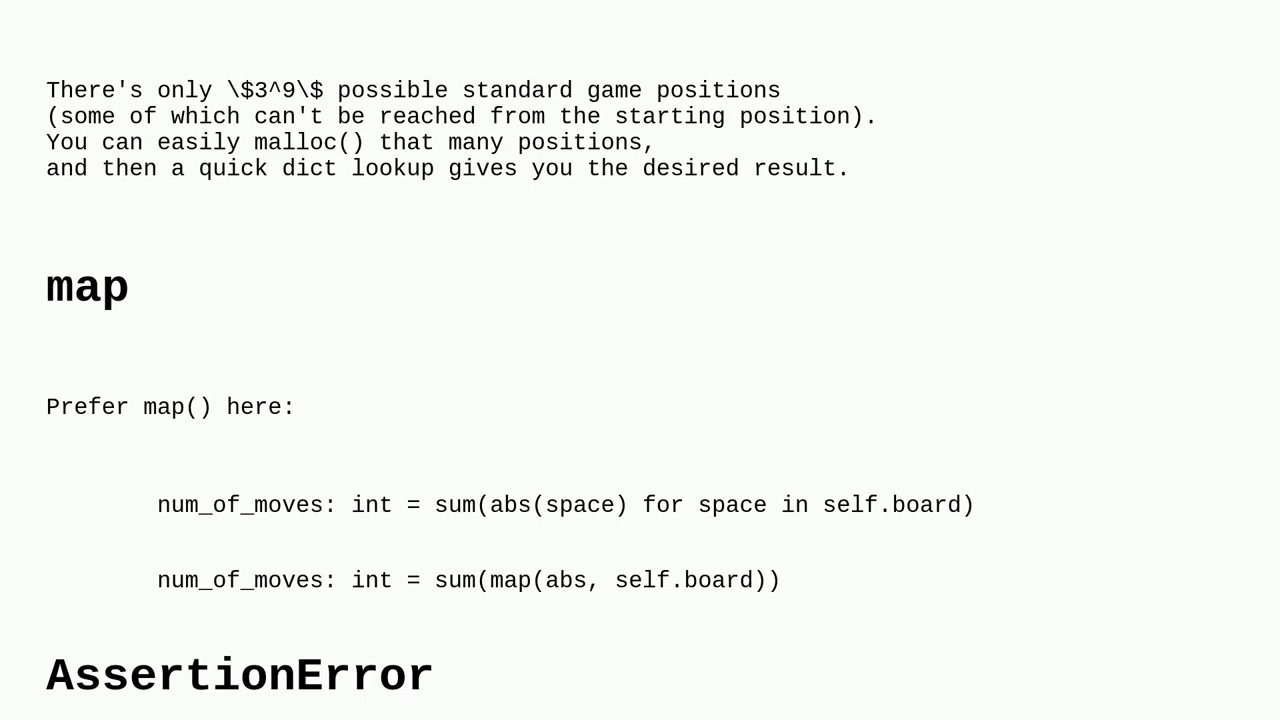 There's only \$3^9\$ possible standard game positions
(some of which can't be reached from the starting position).
You can easily malloc() that many positions,
and then a quick dict lookup gives you the desired result.
map
Prefer map() here:
num_of_moves: int = sum(abs(space) for space in self.board)
num_of_moves: int = sum(map(abs, self.board))
AssertionError